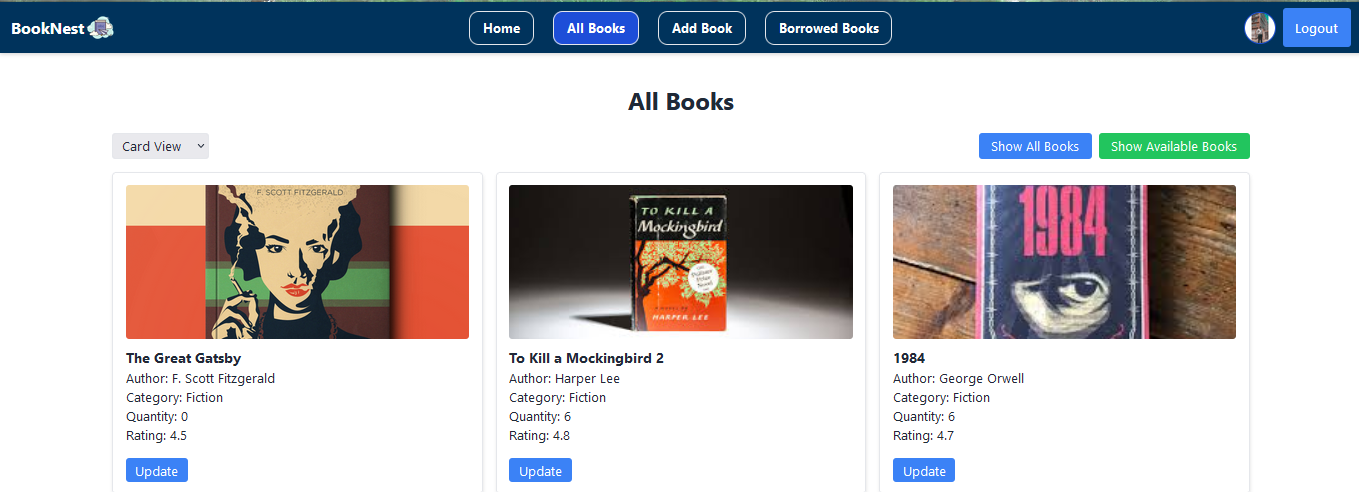 BookNest
Home
All Books
Add Book
Borrowed Books
Logout
All Books
Card View
Show All Books
Show Available Books
F. SCOTT FITZGERALD
TO KILL A
Mockingbird
A NOVEL BY
HARPER LEE
1984
The Great Gatsby
Author: F. Scott Fitzgerald
Category: Fiction
Quantity: 0
Rating: 4.5
Update
To Kill a Mockingbird 2
Author: Harper Lee
Category: Fiction
Quantity: 6
Rating: 4.8
Update
1984
Author: George Orwell
Category: Fiction
Quantity: 6
Rating: 4.7
Update